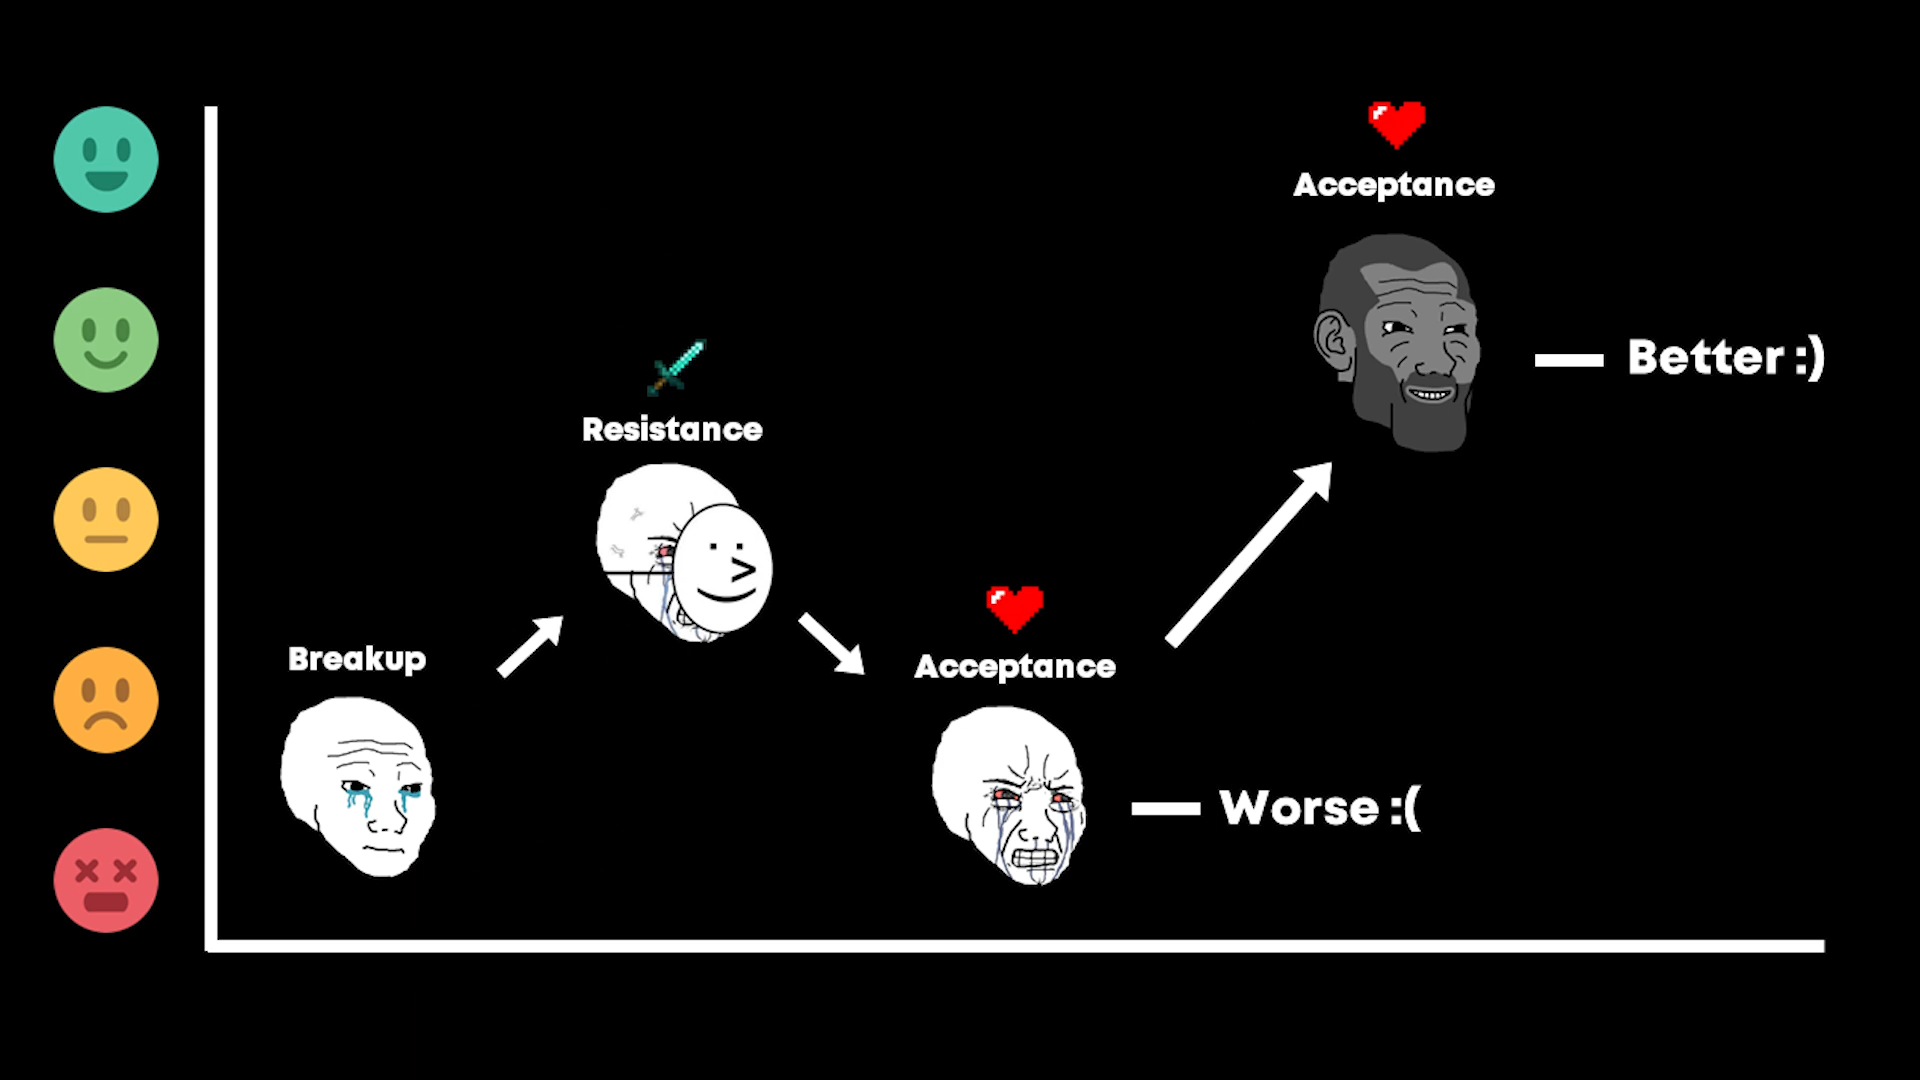 Acceptance
Better :)
Resistance
Breakup
Acceptance
Worse :(